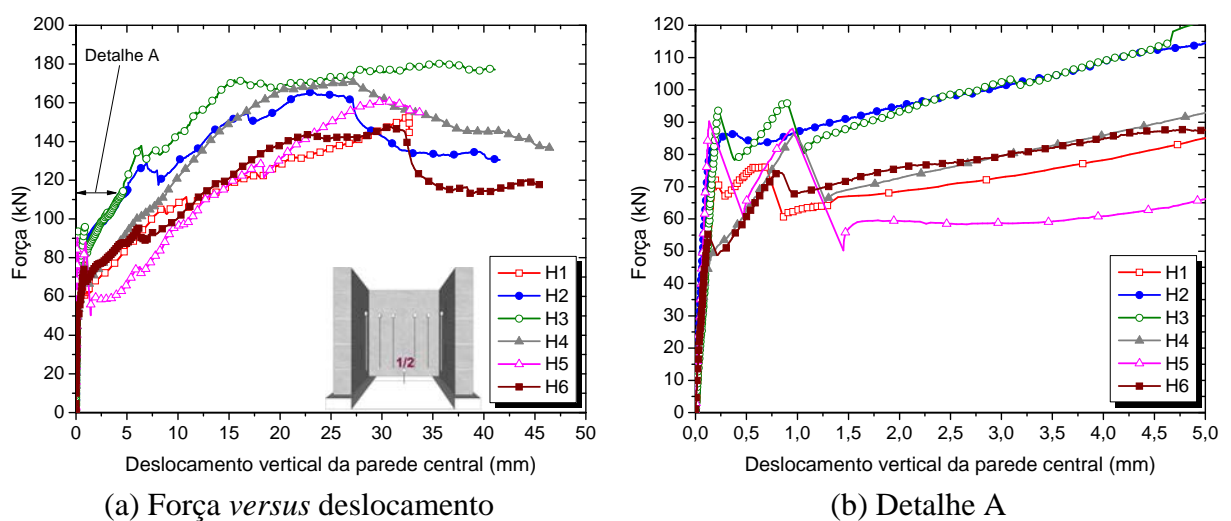 200
180
160
140
120
100
80
60
40
20
0
Força (kN)
Detalhe A
1/2
H1
H2
H3
H4
H5
H6
0 5 10 15 20 25 30 35 40 45 50
Deslocamento vertical da parede central (mm)
(a) Força versus deslocamento
120
110
100
90
80
70
60
50
40
30
20
10
0
Força (kN)
H1
H2
H3
H4
H5
H6
0,0 0,5 1,0 1,5 2,0 2,5 3,0 3,5 4,0 4,5 5,0
Deslocamento vertical da parede central (mm)
(b) Detalhe A